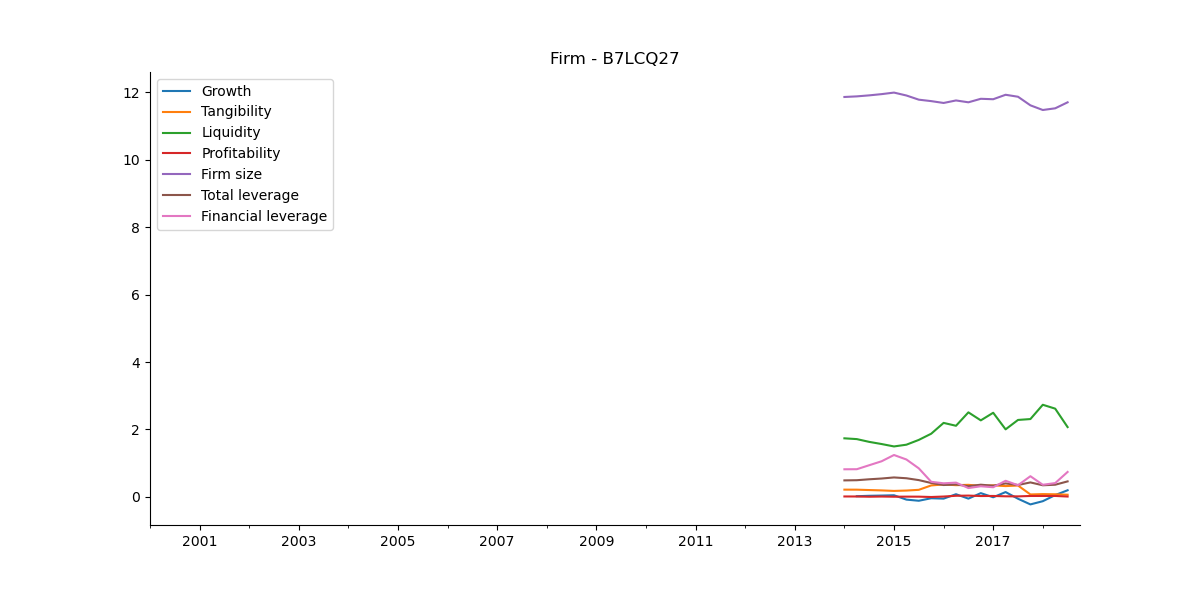 Firm - B7LCQ27
12
10
8
6
4
2
0
Growth
Tangibility
Liquidity
Profitability
Firm size
Total leverage
Financial leverage
2001 2003 2005 2007 2009 2011 2013 2015 2017